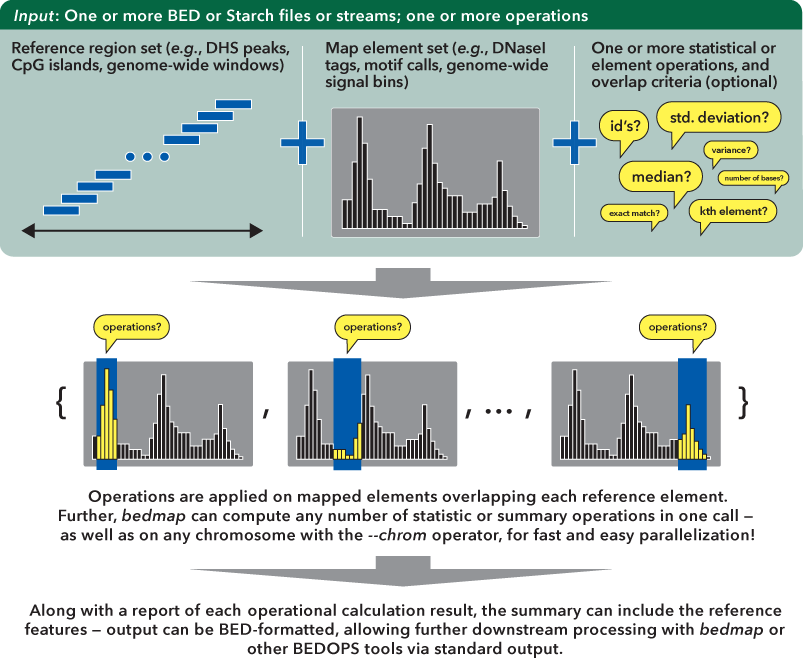 Input: One or more BED or Starch files or streams; one or more operations
Reference region set (e.g., DHS peaks,
CpG islands, genome-wide windows)
Map element set (e.g., DNaseI
tags, motif calls, genome-wide
signal bins)
One or more statistical or
element operations, and
overlap criteria (optional)
id's?
std. deviation?
variance?
median?
number of bases?
exact match?
kth element?
operations?
operations?
operations?
{ , , ... , }
Operations are applied on mapped elements overlapping each reference element.
Further, bedmap can compute any number of statistic or summary operations in one call –
as well as on any chromosome with the --chrom operator, for fast and easy parallelization!
Along with a report of each operational calculation result, the summary can include the reference
features – output can be BED-formatted, allowing further downstream processing with bedmap or
other BEDOPS tools via standard output.